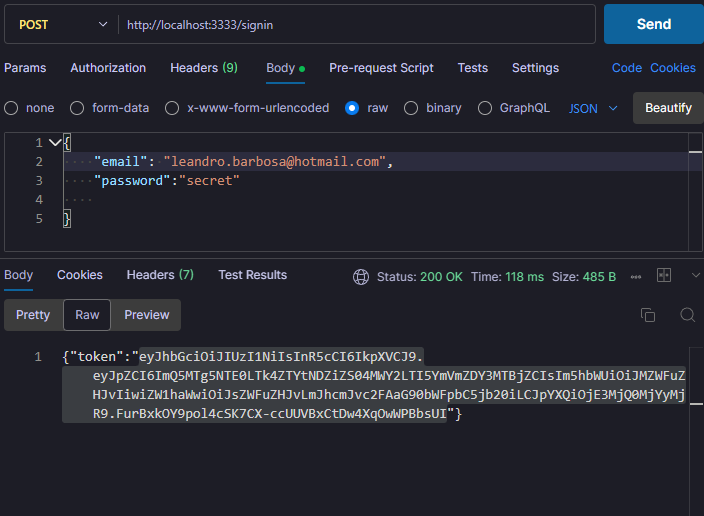 POST http://localhost:3333/signin Send
Params Authorization Headers (9) Body Pre-request Script Tests Settings Code Cookies
none form-data x-www-form-urlencoded raw binary GraphQL JSON Beautify
1 {
2 "email": "leandro.barbosa@hotmail.com",
3 "password":"secret"
4
5 }
Body Cookies Headers (7) Test Results Status: 200 OK Time: 118 ms Size: 485 B
Pretty Raw Preview
1 {"token":"eyJhbGciOiJIUzI1NiIsInR5cCI6IkpXVCJ9.
eyJpZCI6ImQ5MTg5NTE0LTk4ZTYtNDZiZS04MWY2LTI5YmVmZDY3MTBjZCIsIm5hbWUiOiJMZWFuZ
HJvIiwiZW1haWwiOiJsZWFuZHJvLmJhcmJvc2FAaG90bWFpbC5jb20iLCJpYXQiOjE3MjQ0MjYyMj
R9.FurBxkOY9pol4cSK7CX-ccUUVBxCtDw4XqOwWPBbsUI"}